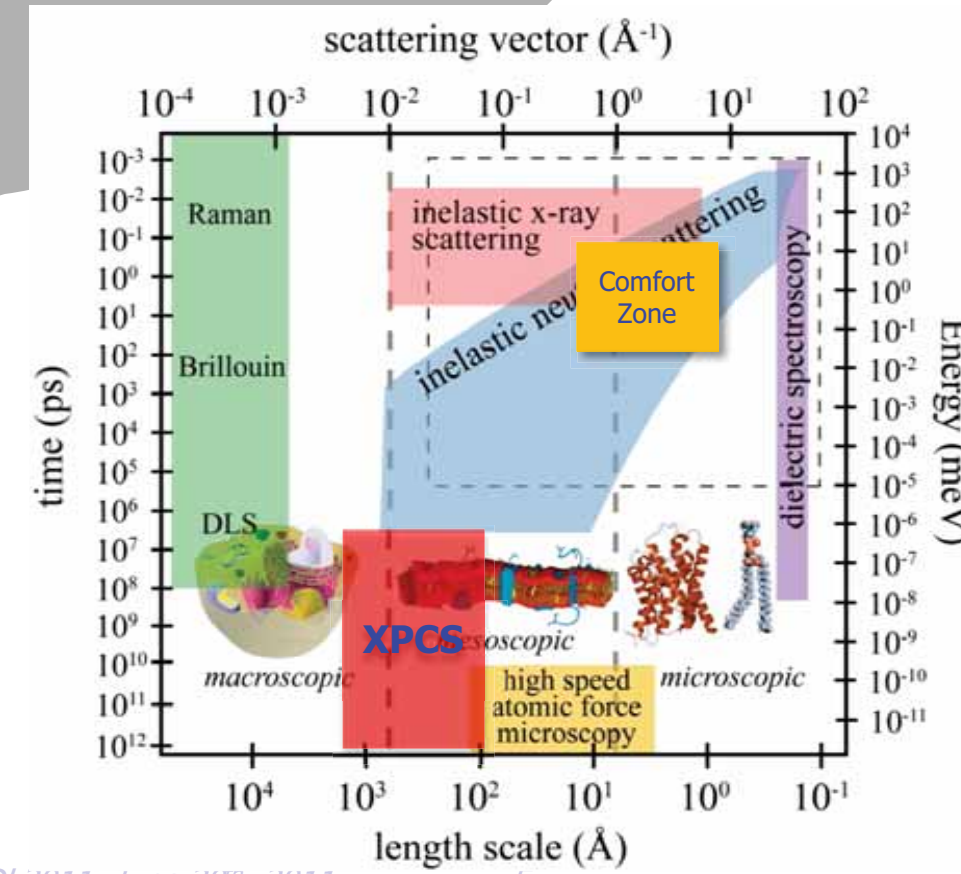 scattering vector (Å⁻¹)
10⁻⁴ 10⁻³ 10⁻² 10⁻¹ 10⁰ 10¹ 10²
time (ps)
10⁻³
10⁻²
10⁻¹
10⁰
10¹
10²
10³
10⁴
10⁵
10⁶
10⁷
10⁸
10⁹
10¹⁰
10¹¹
10¹²
Raman
Brillouin
DLS
inelastic x-ray
scattering
inelastic neu
ttering
Comfort
Zone
dielectric spectroscopy
XPCS
esoscopic
macroscopic
high speed
atomic force
microscopy
microscopic
10⁴
10³
10²
10¹
10⁰
10⁻¹
10⁻²
10⁻³
10⁻⁴
10⁻⁵
10⁻⁶
10⁻⁷
10⁻⁸
10⁻⁹
10⁻¹⁰
10⁻¹¹
Energy (meV)
10⁴ 10³ 10² 10¹ 10⁰ 10⁻¹
length scale (Å)